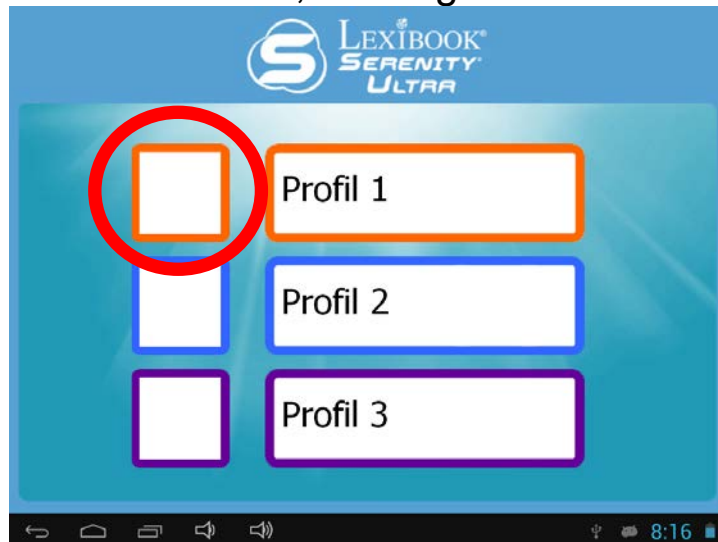 LEXIBOOK®
SERENITY
ULTRA
Profil 1
Profil 2
Profil 3
8:16